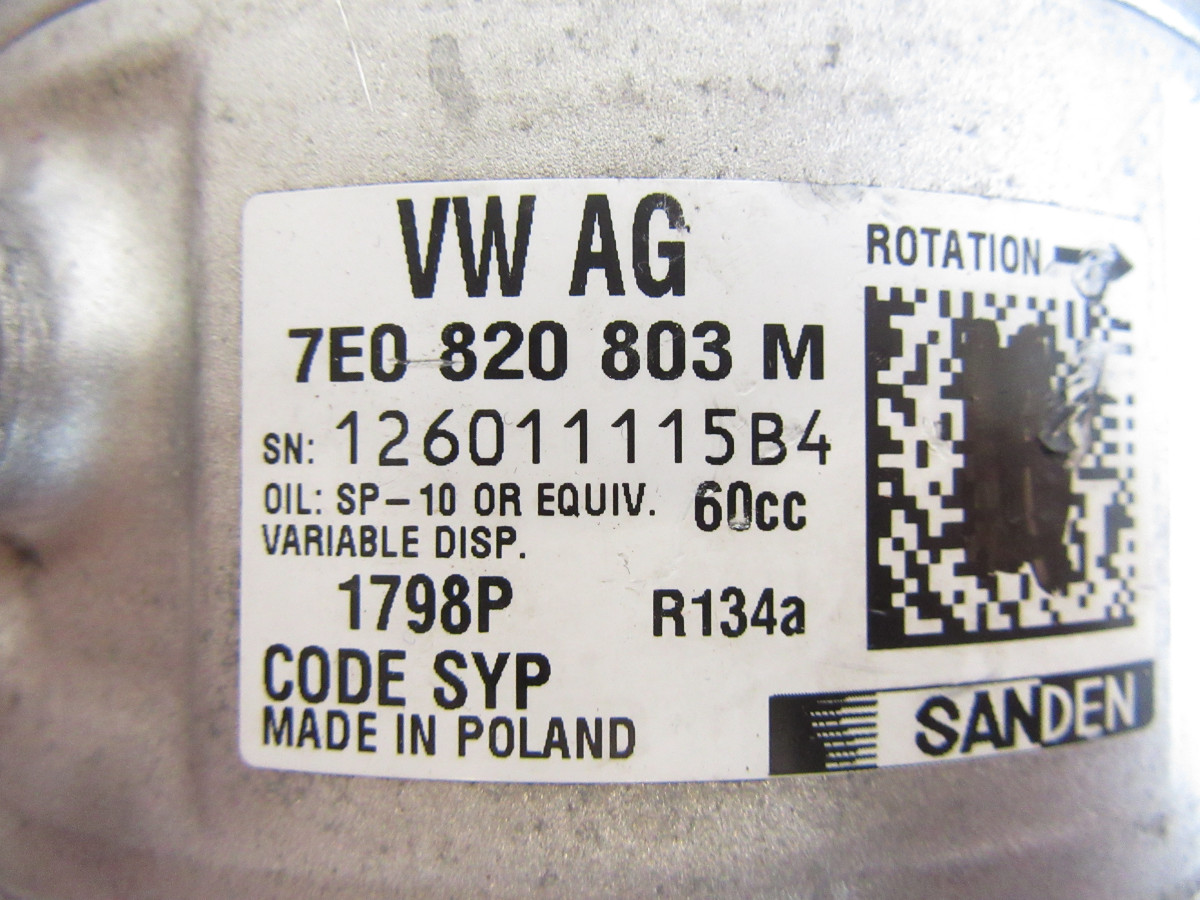 VW AG
ROTATION
7E0 820 803 M
SN: 126011115B4
OIL: SP-10 OR EQUIV. 60cc
VARIABLE DISP.
1798P R134a
CODE SYP
MADE IN POLAND
SANDEN